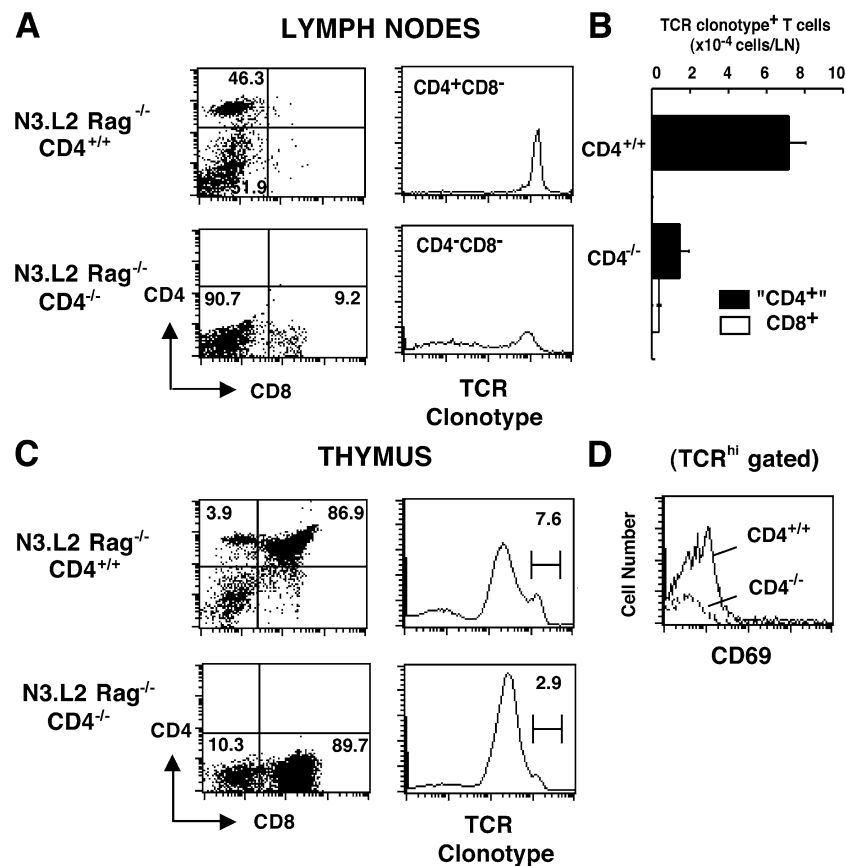 A
LYMPH NODES
N3.L2 Rag-/-
CD4+/+
46.3
51.9
CD4+CD8-
N3.L2 Rag-/-
CD4-/-
CD4
90.7
9.2
CD8
CD4-CD8-
TCR
Clonotype
B
TCR clonotype+ T cells
(x10-4 cells/LN)
0 2 4 6 8 10
CD4+/+
CD4-/-
"CD4+"
CD8+
C
THYMUS
N3.L2 Rag-/-
CD4+/+
3.9
86.9
7.6
N3.L2 Rag-/-
CD4-/-
CD4
10.3
89.7
CD8
2.9
TCR
Clonotype
D
(TCRhi gated)
Cell Number
CD4+/+
CD4-/-
CD69